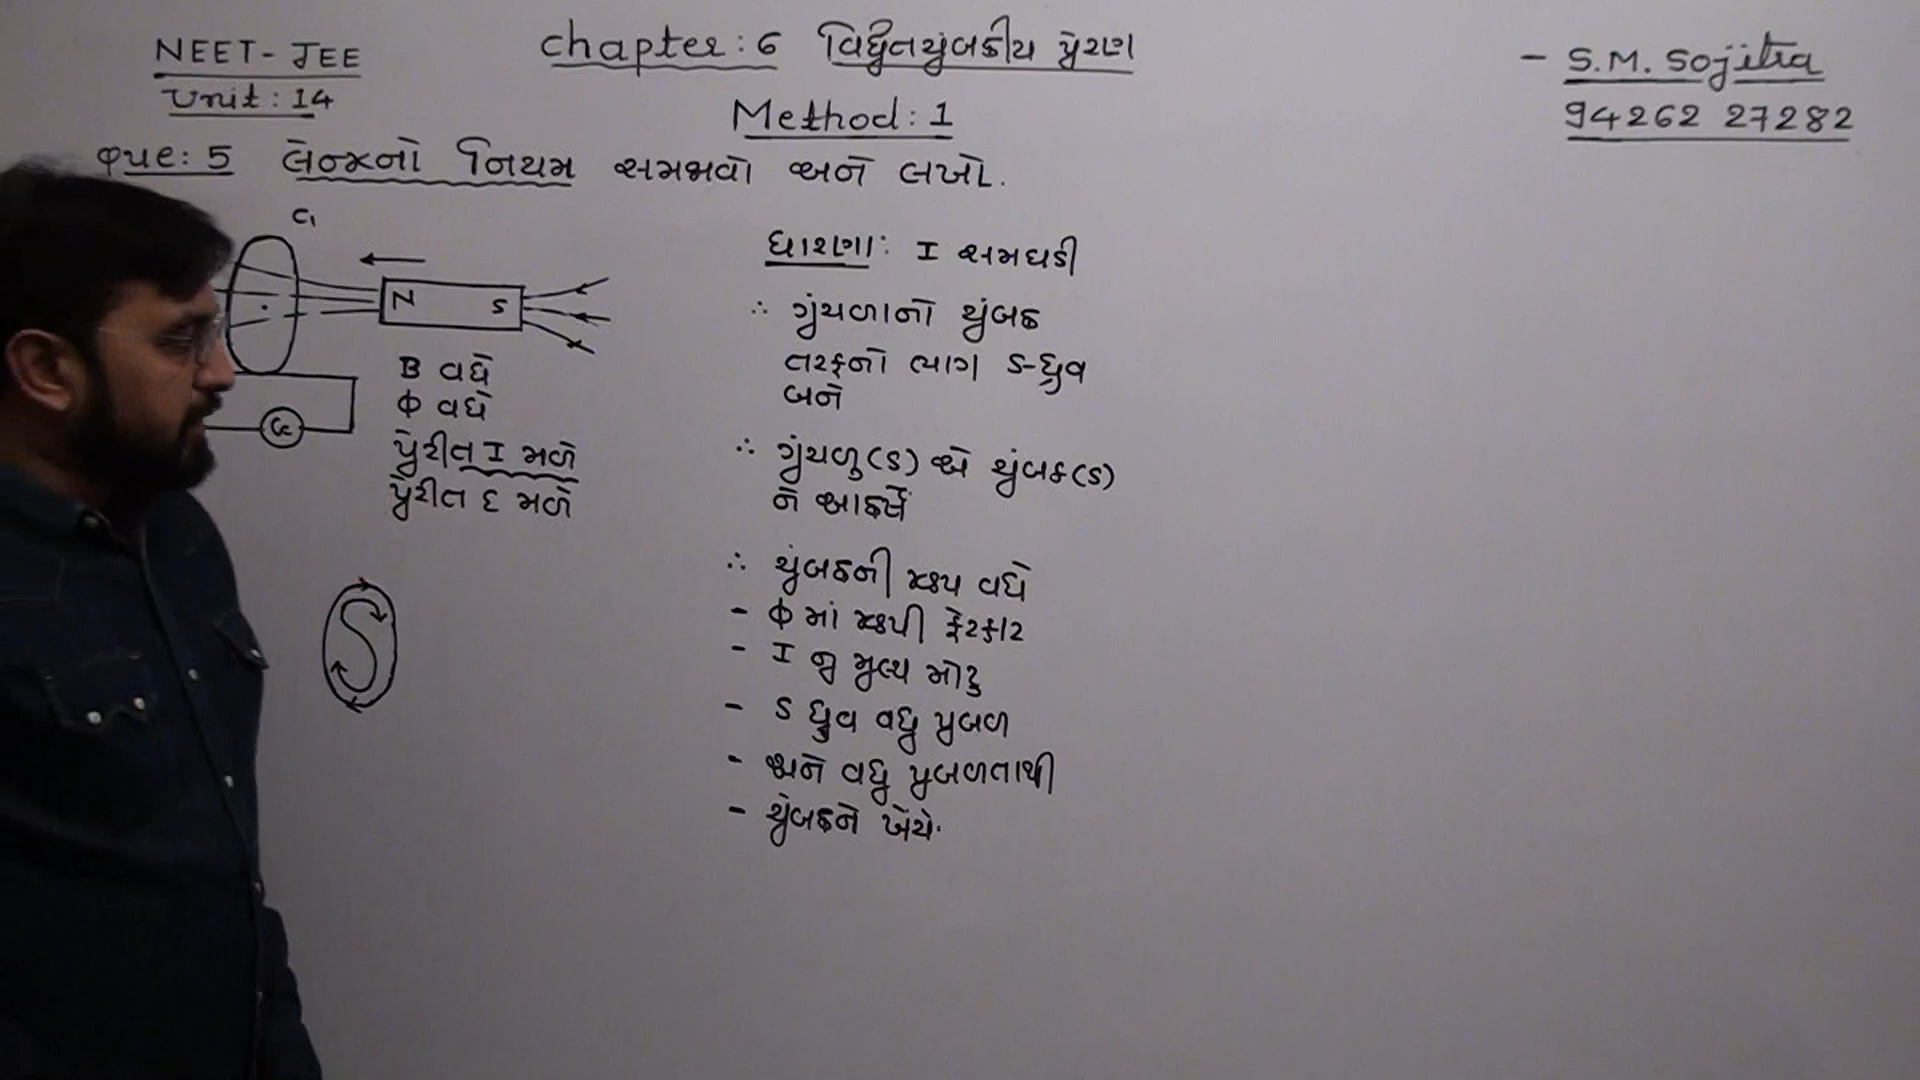 NEET - JEE
Unit : 14
Chapter : 6 વિદ્યુતચુંબકીય પ્રેરણ
- S.M. Sojitra
94262 27282
Method : 1
લેન્ઝનો નિયમ સમજાવો અને લખો.
C₁
N S
G
B વધે
ϕ વધે
પ્રેરીત I મળે
પ્રેરીત ε મળે
S
ધારણા : I સમઘડી
∴ ગુંચળાનો ચુંબક
તરફનો ભાગ S-ધ્રુવ
બને
∴ ગુંચળુ(S) એ ચુંબક(S)
ને આકર્ષે
∴ ચુંબકની ઝડપ વધે
- ϕ માં ઝડપી ફેરફાર
- I નુ મુલ્ય મોટુ
- S ધ્રુવ વધુ પ્રબળ
- અને વધુ પ્રબળતાથી
- ચુંબકને ખેંચે.